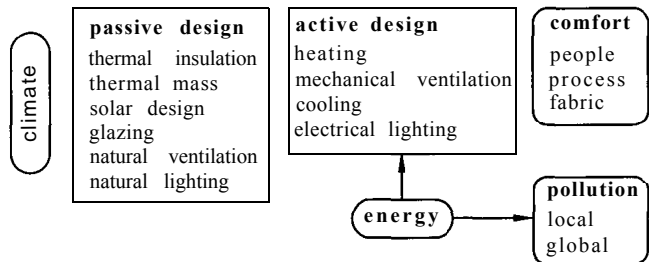 climate
passive design
thermal insulation
thermal mass
solar design
glazing
natural ventilation
natural lighting
active design
heating
mechanical ventilation
cooling
electrical lighting
comfort
people
process
fabric
energy
pollution
local
global